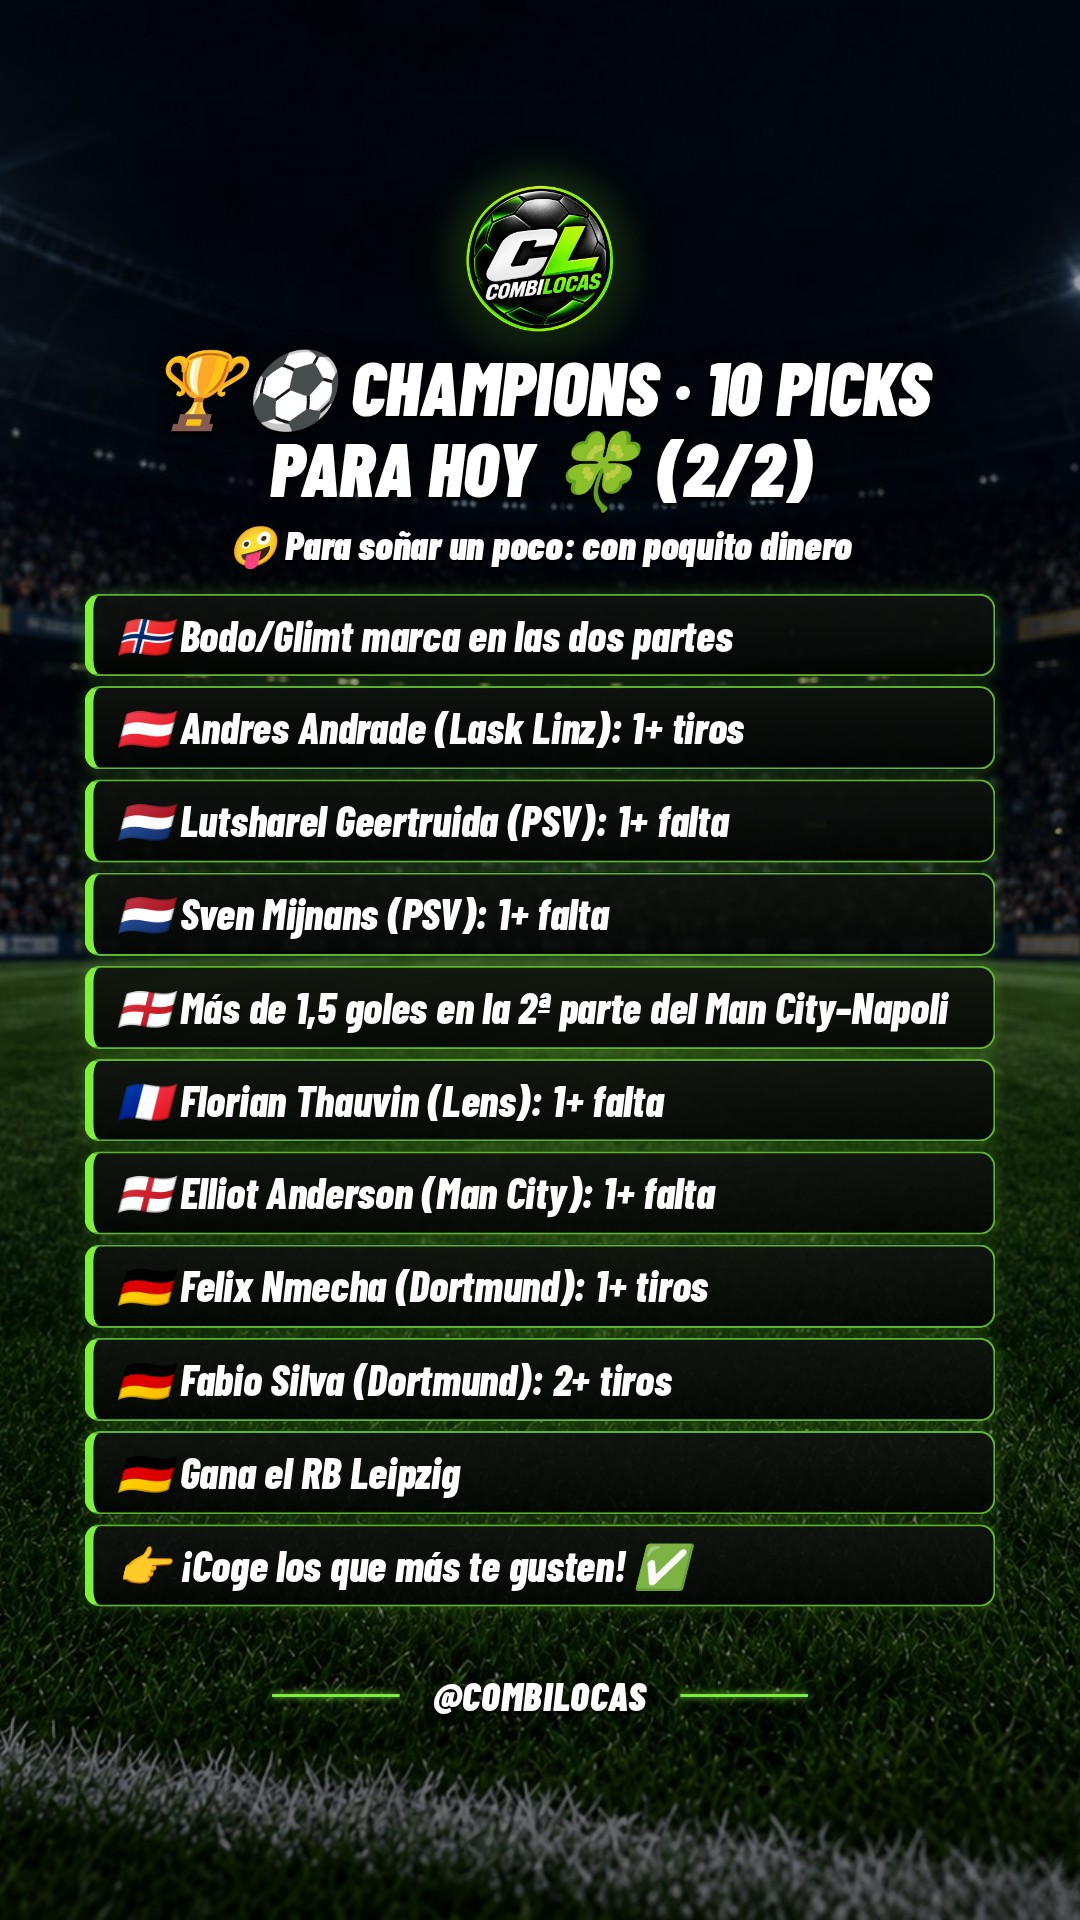 CL
COMBILOCAS
🏆⚽ CHAMPIONS · 10 PICKS
PARA HOY 🍀 (2/2)
🤪 Para soñar un poco: con poquito dinero
🇳🇴 Bodo/Glimt marca en las dos partes
🇦🇹 Andres Andrade (Lask Linz): 1+ tiros
🇳🇱 Lutsharel Geertruida (PSV): 1+ falta
🇳🇱 Sven Mijnans (PSV): 1+ falta
🏴󠁧󠁢󠁥󠁮󠁧󠁿 Más de 1,5 goles en la 2ª parte del Man City-Napoli
🇫🇷 Florian Thauvin (Lens): 1+ falta
🏴󠁧󠁢󠁥󠁮󠁧󠁿 Elliot Anderson (Man City): 1+ falta
🇩🇪 Felix Nmecha (Dortmund): 1+ tiros
🇩🇪 Fabio Silva (Dortmund): 2+ tiros
🇩🇪 Gana el RB Leipzig
👉 ¡Coge los que más te gusten! ✅
@COMBILOCAS